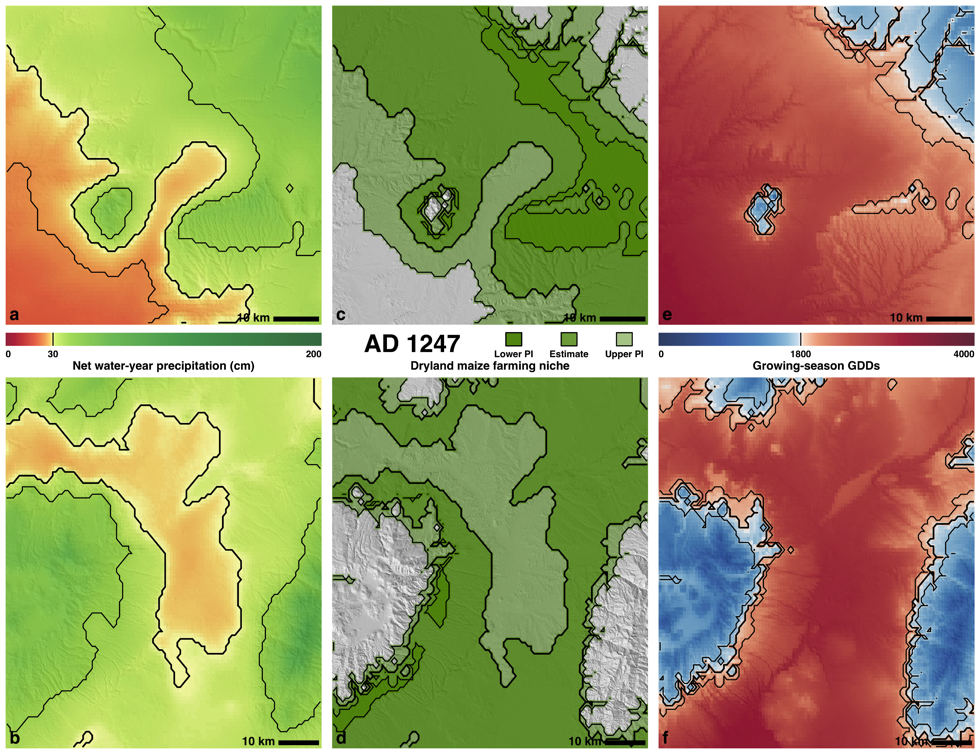 a
10 km
c
10 km
e
10 km
0
30
200
Net water-year precipitation (cm)
AD 1247
Lower PI
Estimate
Upper PI
Dryland maize farming niche
0
1800
4000
Growing-season GDDs
b
10 km
d
10 km
f
10 km